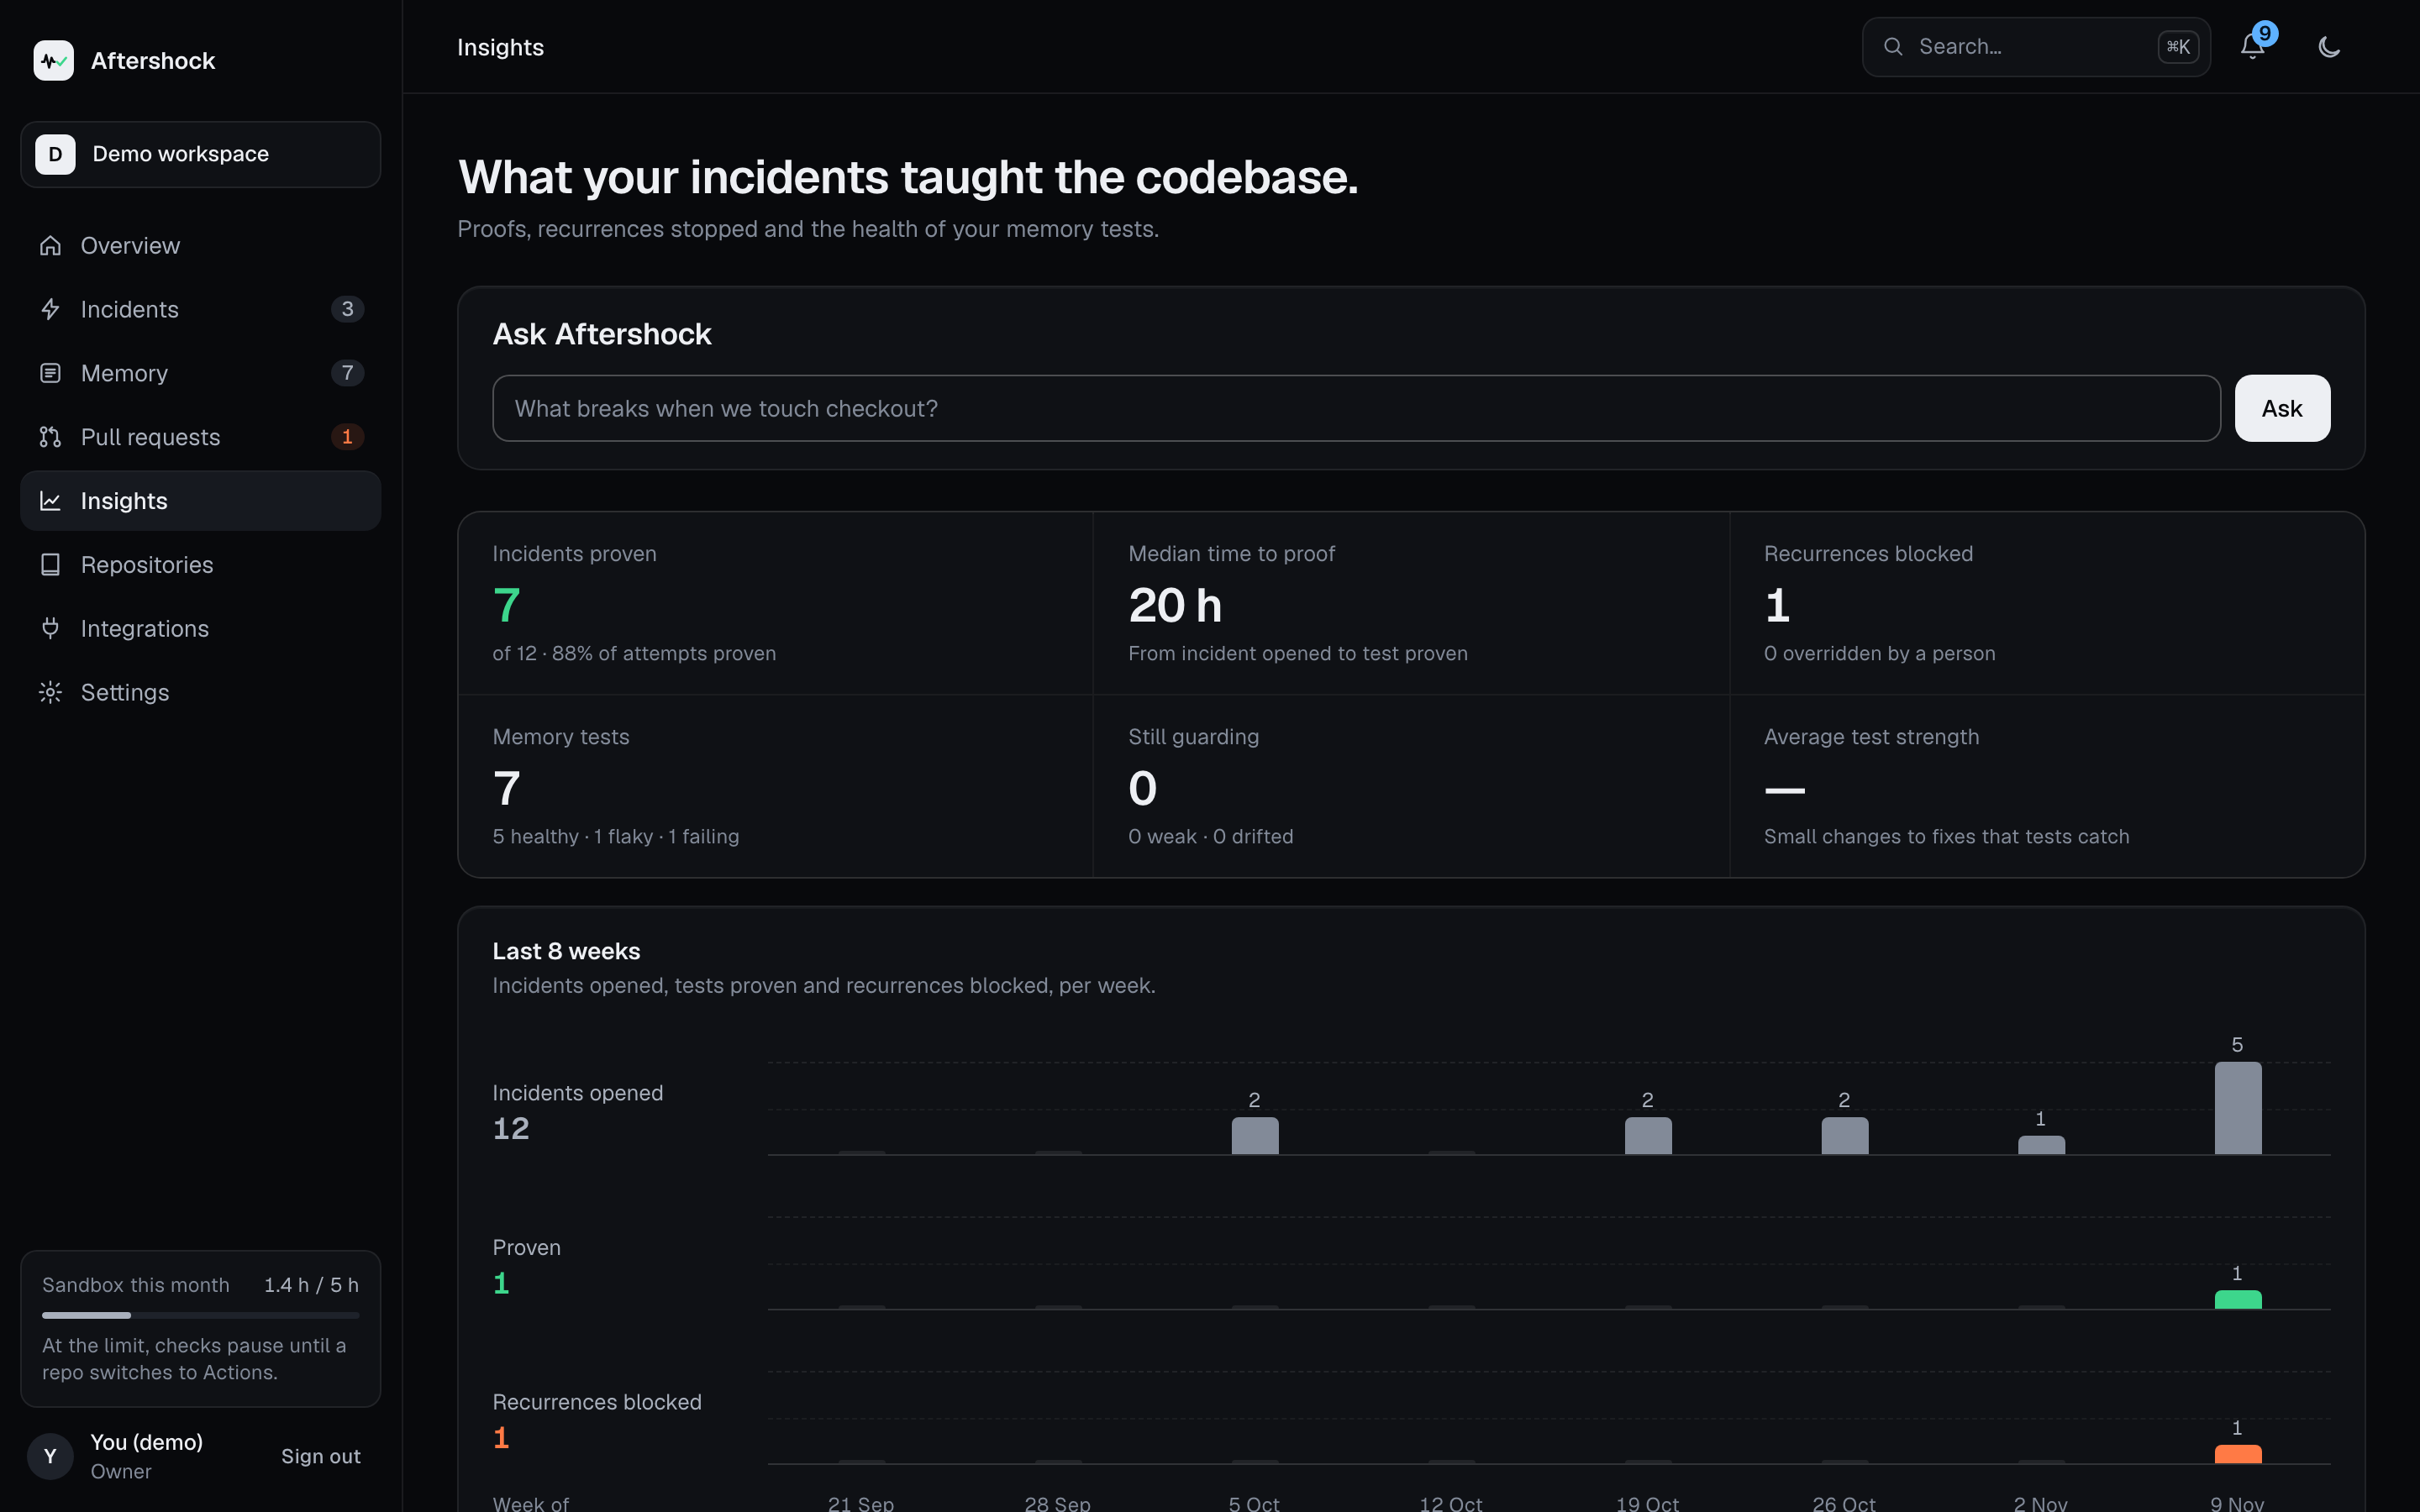 Aftershock
D Demo workspace
Overview
Incidents 3
Memory 7
Pull requests 1
Insights
Repositories
Integrations
Settings
Sandbox this month 1.4 h / 5 h
At the limit, checks pause until a
repo switches to Actions.
Y
You (demo)
Owner
Sign out
Insights
Search... ⌘K
9
What your incidents taught the codebase.
Proofs, recurrences stopped and the health of your memory tests.
Ask Aftershock
What breaks when we touch checkout?
Ask
Incidents proven
7
of 12 · 88% of attempts proven
Median time to proof
20 h
From incident opened to test proven
Recurrences blocked
1
0 overridden by a person
Memory tests
7
5 healthy · 1 flaky · 1 failing
Still guarding
0
0 weak · 0 drifted
Average test strength
—
Small changes to fixes that tests catch
Last 8 weeks
Incidents opened, tests proven and recurrences blocked, per week.
Incidents opened
12
2 2 2 1 5
Proven
1
1
Recurrences blocked
1
1
Week of 21 Sep 28 Sep 5 Oct 12 Oct 19 Oct 26 Oct 2 Nov 9 Nov